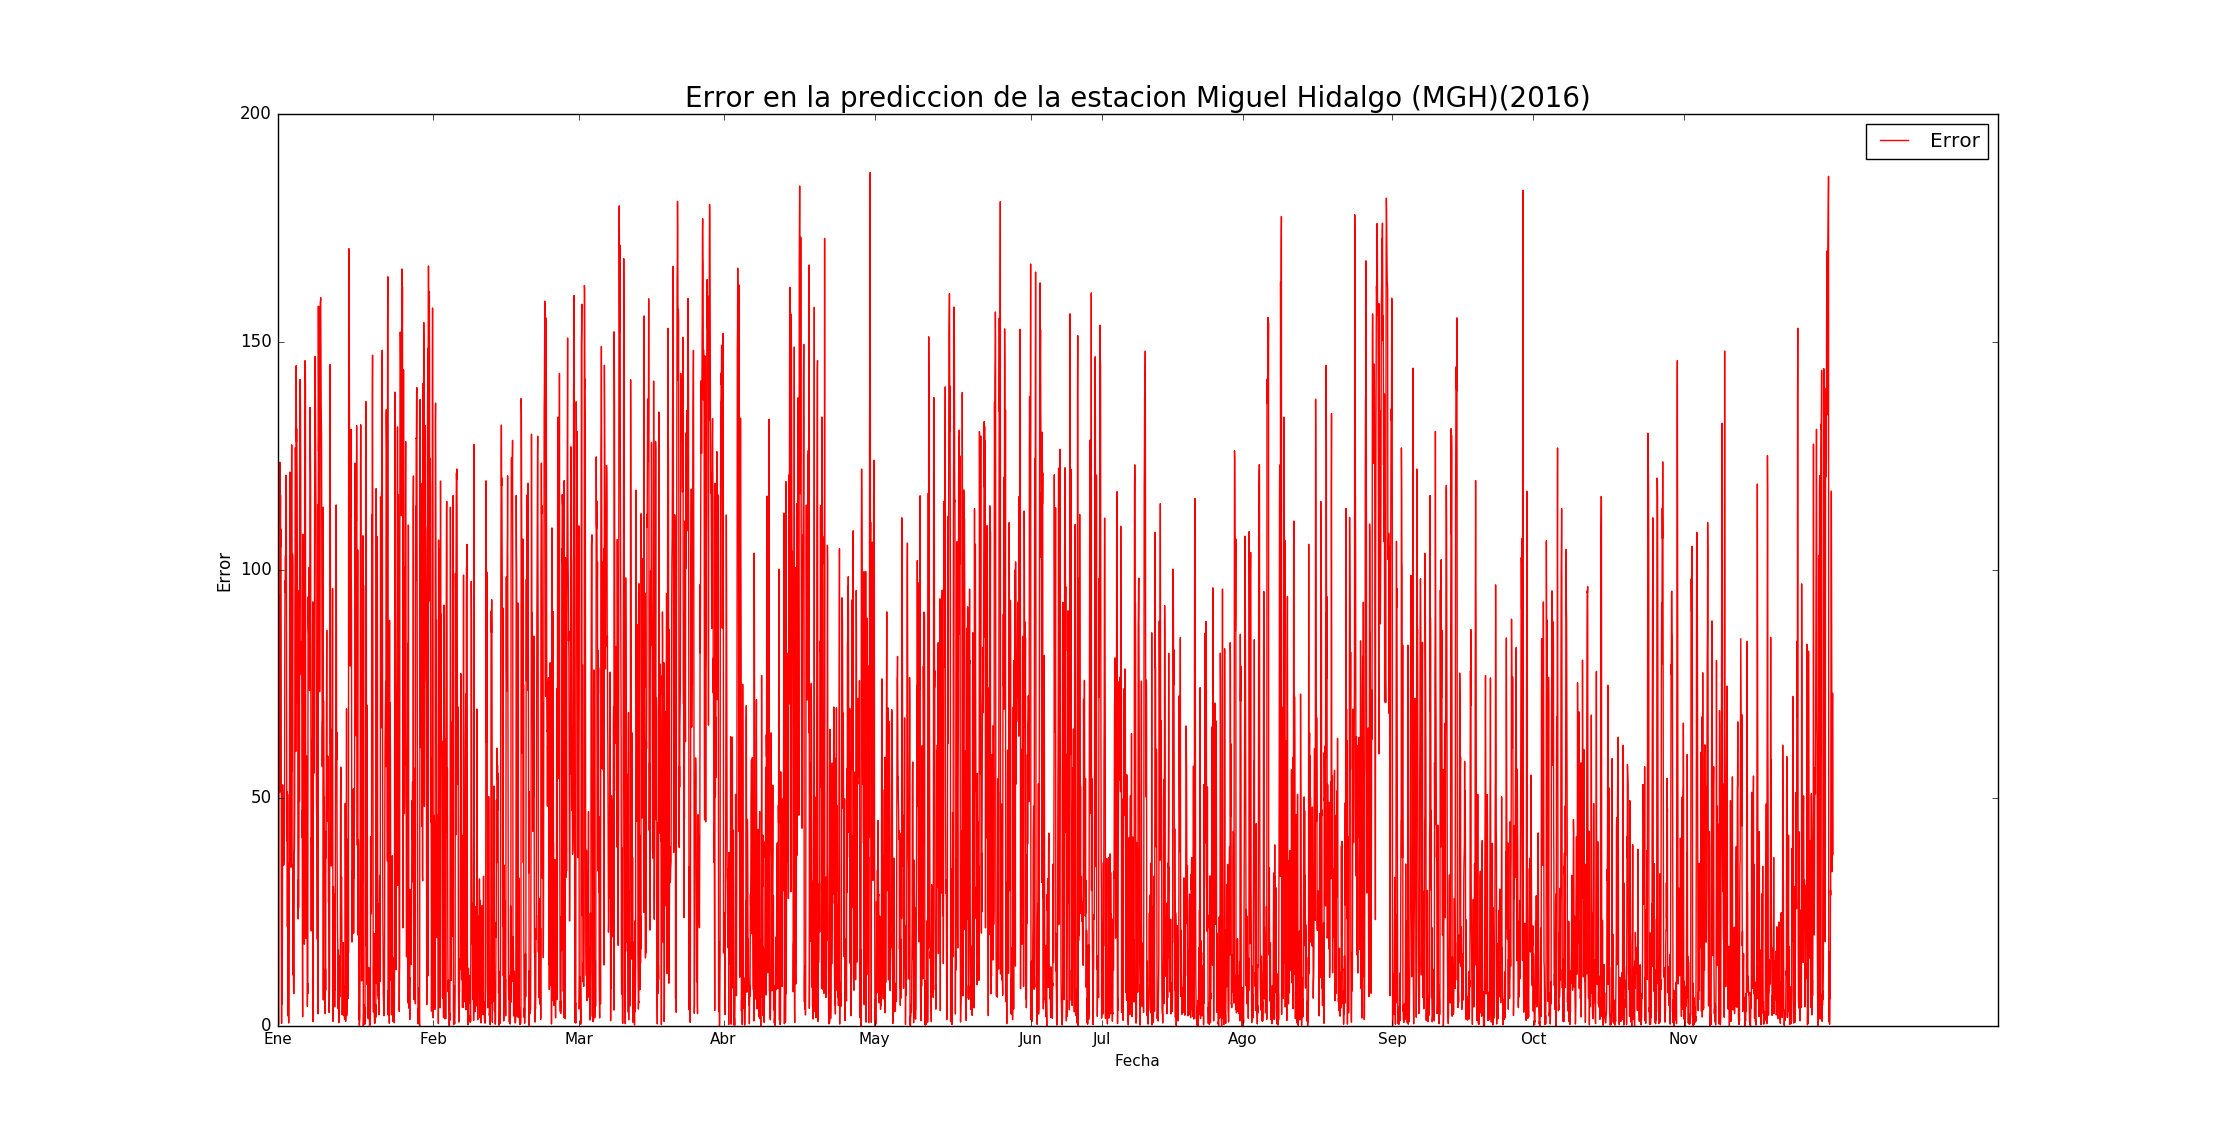 Error en la prediccion de la estacion Miguel Hidalgo (MGH)(2016)
Error
200
150
100
50
0
Error
Ene Feb Mar Abr May Jun Jul Ago Sep Oct Nov
Fecha